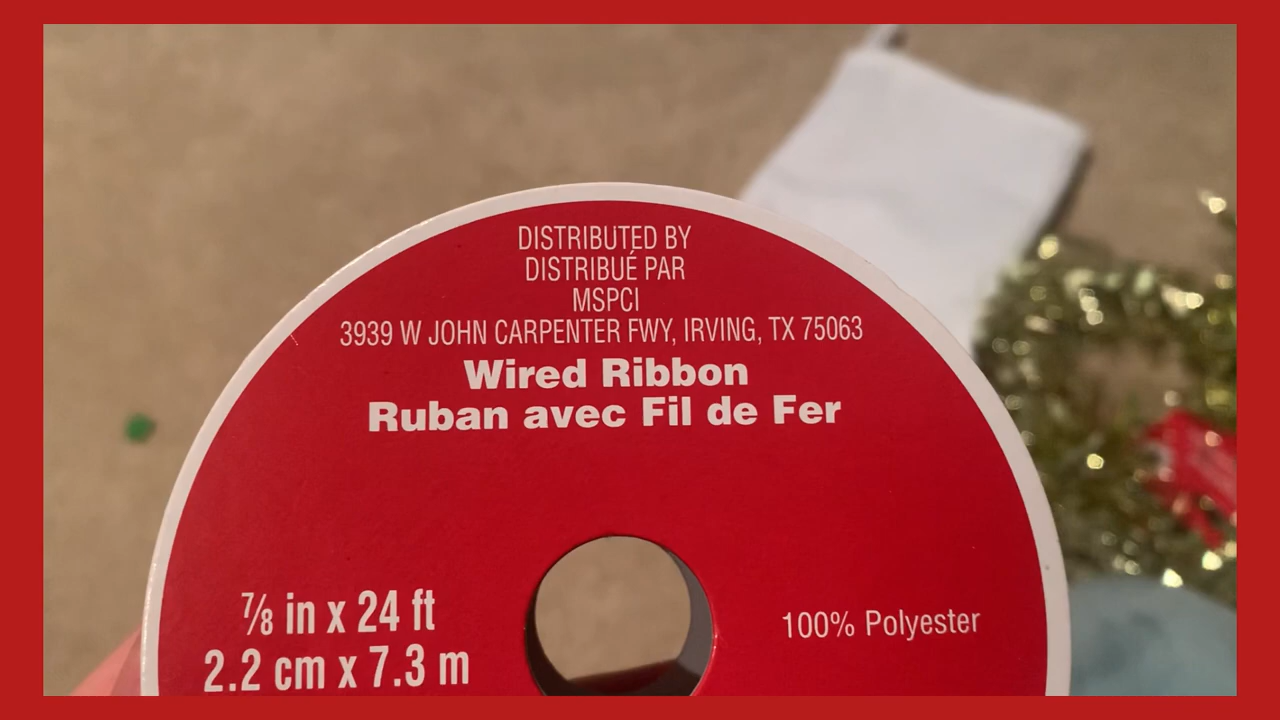 DISTRIBUTED BY
DISTRIBUÉ PAR
MSPCI
3939 W JOHN CARPENTER FWY, IRVING, TX 75063
Wired Ribbon
Ruban avec Fil de Fer
⅞ in x 24 ft
2.2 cm x 7.3 m
100% Polyester